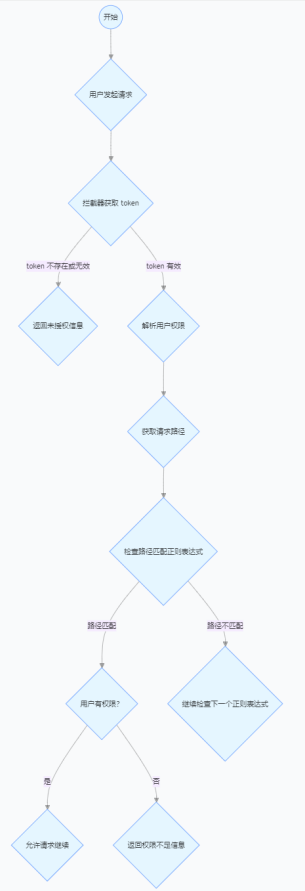 开始
用户发起请求
拦截器获取 token
token 不存在或无效
token 有效
返回未授权信息
解析用户权限
获取请求路径
检查路径匹配正则表达式
路径匹配
路径不匹配
用户有权限?
继续检查下一个正则表达式
是
否
允许请求继续
返回权限不足信息